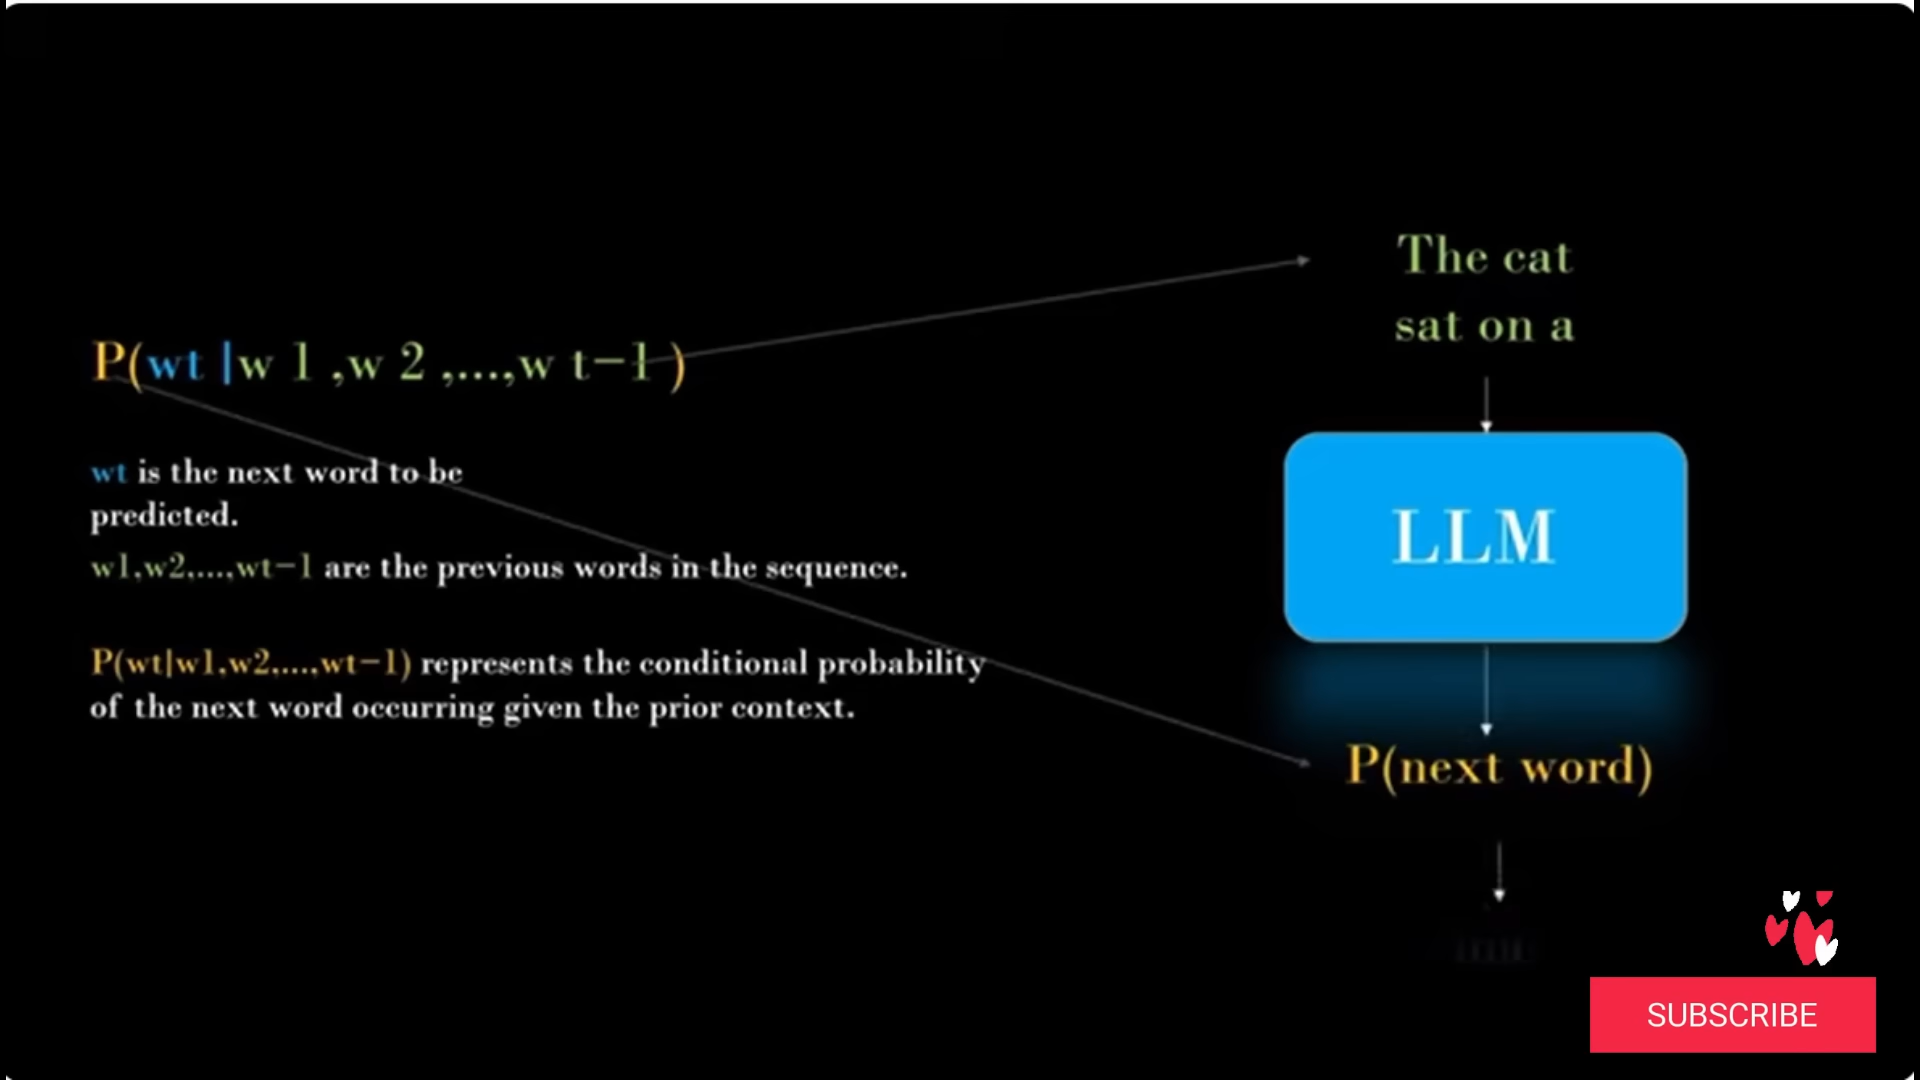 P(wt |w 1 ,w 2 ,...,w t−1 )
wt is the next word to be
predicted.
w1,w2,...,wt−1 are the previous words in the sequence.
P(wt|w1,w2,...,wt−1) represents the conditional probability
of the next word occurring given the prior context.
The cat
sat on a
LLM
P(next word)
SUBSCRIBE